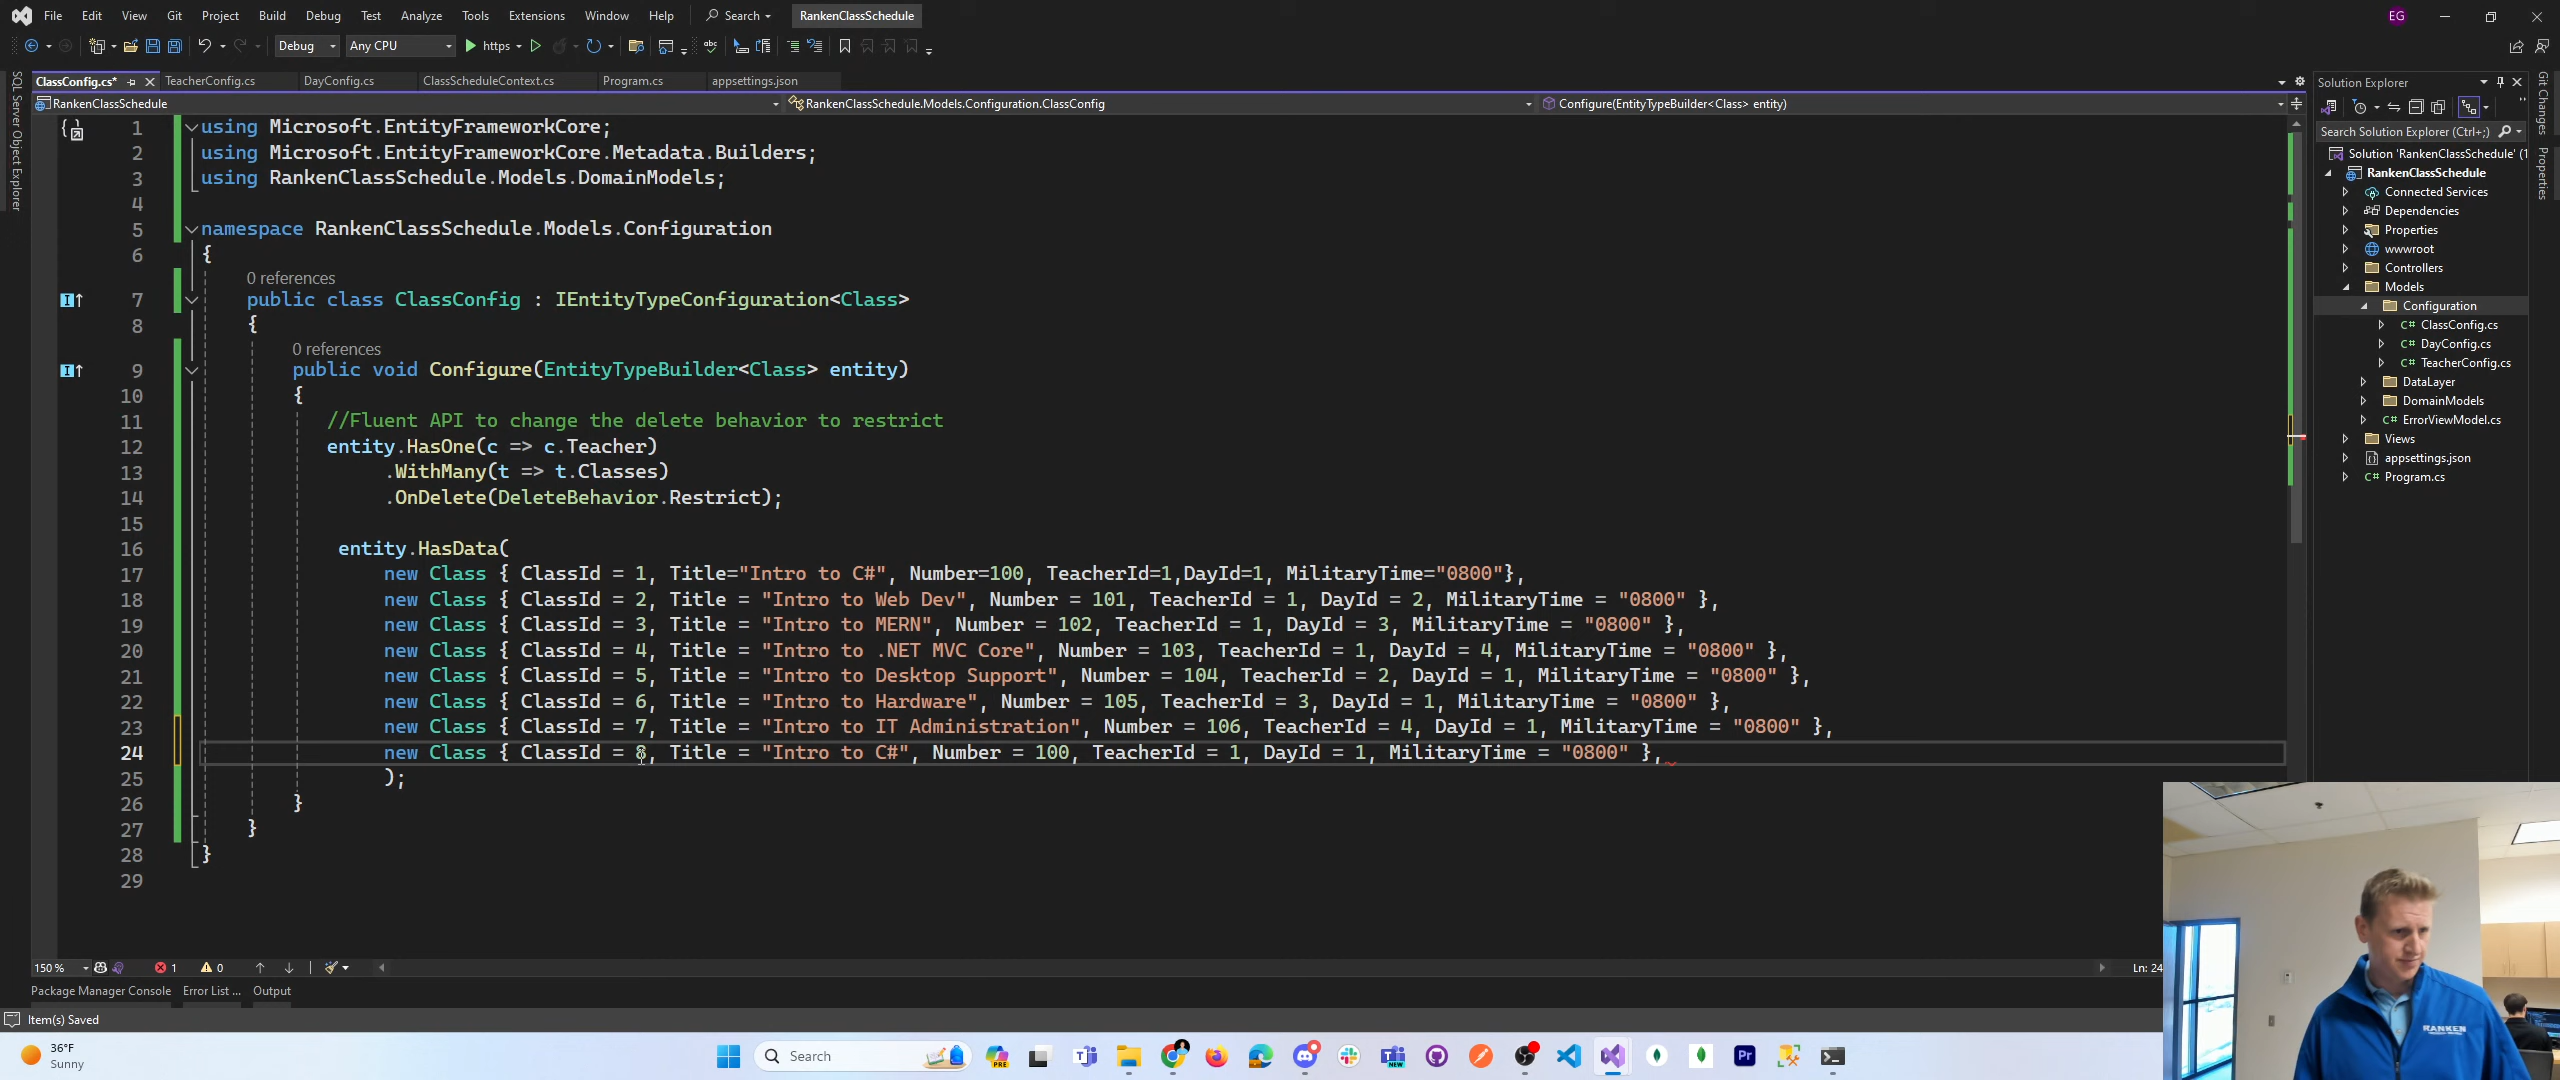 File Edit View Git Project Build Debug Test Analyze Tools Extensions Window Help Search RankenClassSchedule EG
Debug Any CPU https
ClassConfig.cs* TeacherConfig.cs DayConfig.cs ClassScheduleContext.cs Program.cs appsettings.json
RankenClassSchedule RankenClassSchedule.Models.Configuration.ClassConfig Configure(EntityTypeBuilder<Class> entity)
SQL Server Object Explorer
1 using Microsoft.EntityFrameworkCore;
2 using Microsoft.EntityFrameworkCore.Metadata.Builders;
3 using RankenClassSchedule.Models.DomainModels;
4
5 namespace RankenClassSchedule.Models.Configuration
6 {
0 references
7 public class ClassConfig : IEntityTypeConfiguration<Class>
8 {
0 references
9 public void Configure(EntityTypeBuilder<Class> entity)
10 {
11 //Fluent API to change the delete behavior to restrict
12 entity.HasOne(c => c.Teacher)
13 .WithMany(t => t.Classes)
14 .OnDelete(DeleteBehavior.Restrict);
15
16 entity.HasData(
17 new Class { ClassId = 1, Title="Intro to C#", Number=100, TeacherId=1,DayId=1, MilitaryTime="0800"},
18 new Class { ClassId = 2, Title = "Intro to Web Dev", Number = 101, TeacherId = 1, DayId = 2, MilitaryTime = "0800" },
19 new Class { ClassId = 3, Title = "Intro to MERN", Number = 102, TeacherId = 1, DayId = 3, MilitaryTime = "0800" },
20 new Class { ClassId = 4, Title = "Intro to .NET MVC Core", Number = 103, TeacherId = 1, DayId = 4, MilitaryTime = "0800" },
21 new Class { ClassId = 5, Title = "Intro to Desktop Support", Number = 104, TeacherId = 2, DayId = 1, MilitaryTime = "0800" },
22 new Class { ClassId = 6, Title = "Intro to Hardware", Number = 105, TeacherId = 3, DayId = 1, MilitaryTime = "0800" },
23 new Class { ClassId = 7, Title = "Intro to IT Administration", Number = 106, TeacherId = 4, DayId = 1, MilitaryTime = "0800" },
24 new Class { ClassId = 8, Title = "Intro to C#", Number = 100, TeacherId = 1, DayId = 1, MilitaryTime = "0800" },
25 );
26 }
27 }
28 }
29
150 % 1 0 Ln: 24
Package Manager Console Error List ... Output
Item(s) Saved
Solution Explorer
Search Solution Explorer (Ctrl+;)
Solution 'RankenClassSchedule' (1
RankenClassSchedule
Connected Services
Dependencies
Properties
wwwroot
Controllers
Models
Configuration
C# ClassConfig.cs
C# DayConfig.cs
C# TeacherConfig.cs
DataLayer
DomainModels
C# ErrorViewModel.cs
Views
appsettings.json
C# Program.cs
Git Changes
Properties
RANKEN
36°F
Sunny
Search
PRE
NEW
Pr